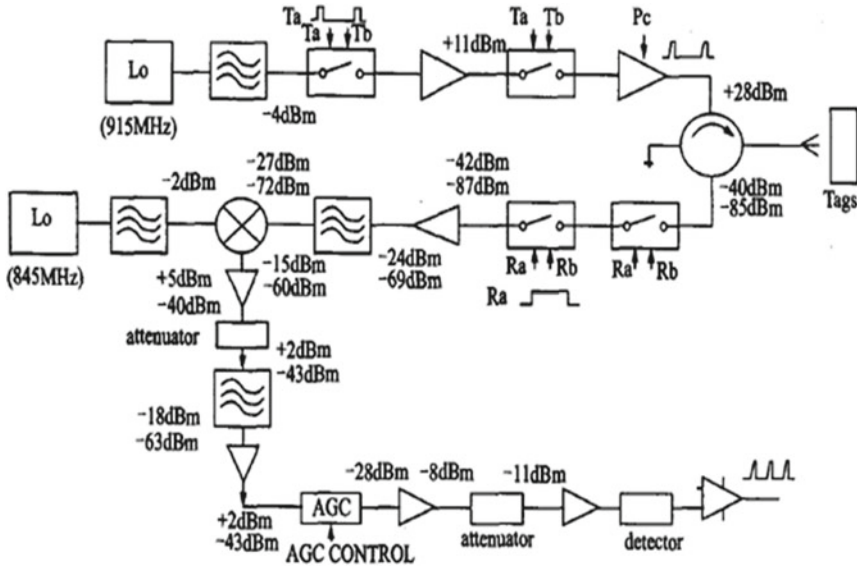 Ta
Ta Tb
Ta Tb
Pc
Lo
+11dBm
(915MHz)
-4dBm
+28dBm
Tags
-2dBm
-27dBm
-72dBm
-42dBm
-87dBm
-40dBm
-85dBm
Lo
(845MHz)
-24dBm
-69dBm
Ra Rb
Ra Rb
Ra
+5dBm
-40dBm
-15dBm
-60dBm
attenuator
+2dBm
-43dBm
-18dBm
-63dBm
+2dBm
-43dBm
AGC
AGC CONTROL
-28dBm
-8dBm
-11dBm
attenuator
detector